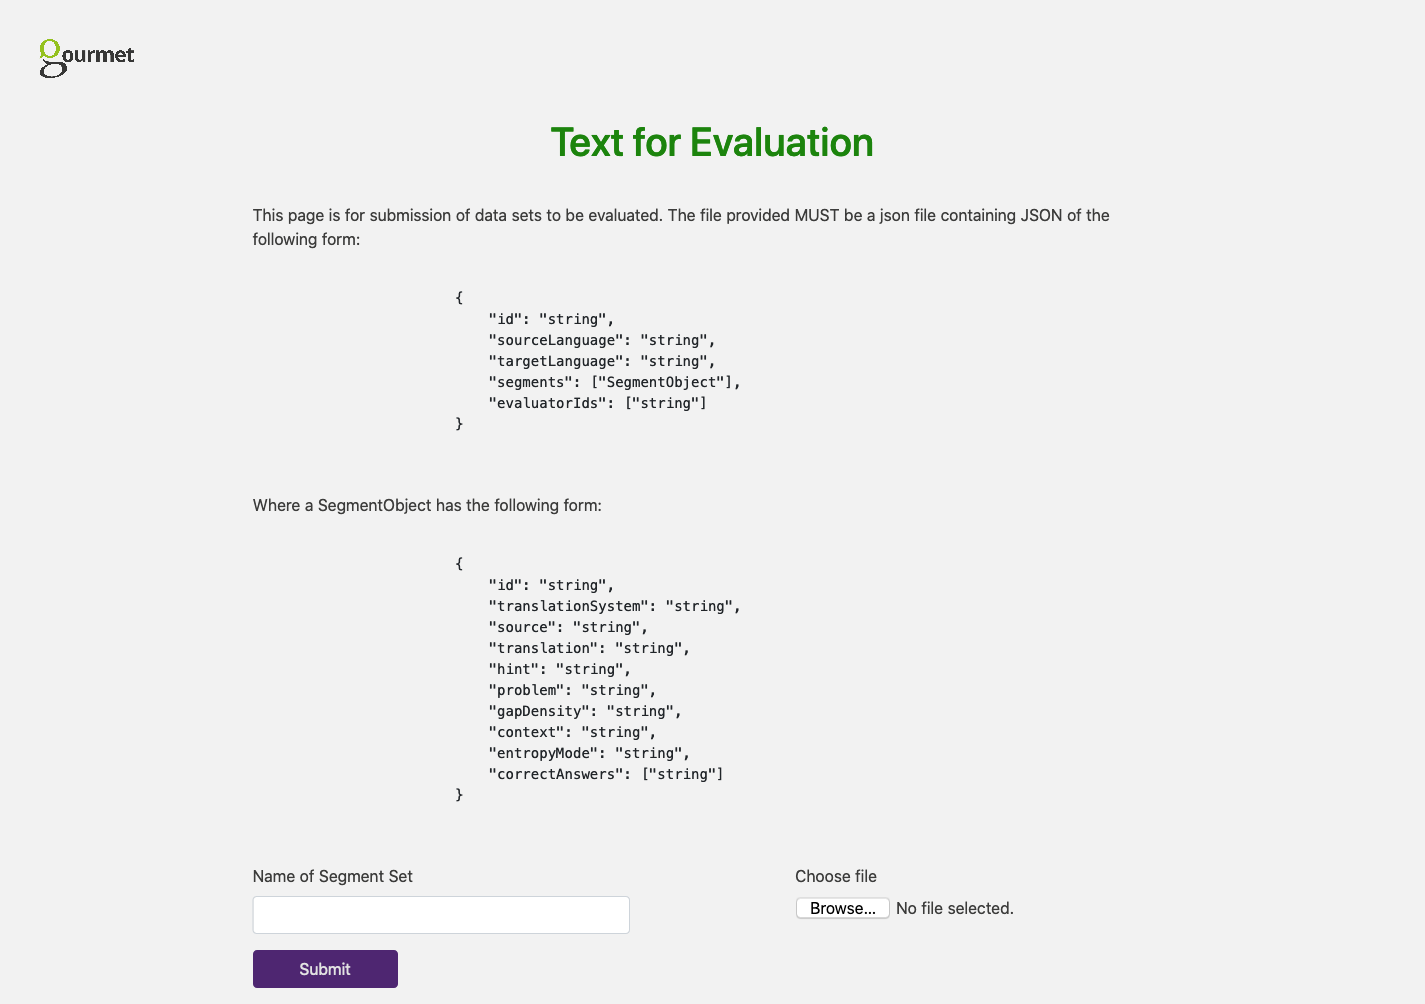 gourmet
Text for Evaluation
This page is for submission of data sets to be evaluated. The file provided MUST be a json file containing JSON of the
following form:
{
    "id": "string",
    "sourceLanguage": "string",
    "targetLanguage": "string",
    "segments": ["SegmentObject"],
    "evaluatorIds": ["string"]
}
Where a SegmentObject has the following form:
{
    "id": "string",
    "translationSystem": "string",
    "source": "string",
    "translation": "string",
    "hint": "string",
    "problem": "string",
    "gapDensity": "string",
    "context": "string",
    "entropyMode": "string",
    "correctAnswers": ["string"]
}
Name of Segment Set
Choose file
Browse... No file selected.
Submit